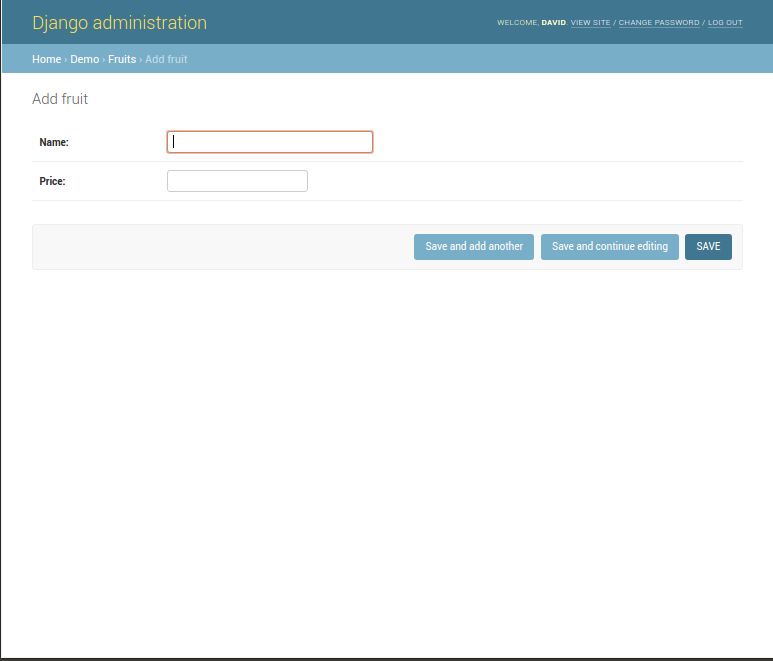 Django administration
WELCOME, DAVID. VIEW SITE / CHANGE PASSWORD / LOG OUT
Home › Demo › Fruits › Add fruit
Add fruit
Name:
Price:
Save and add another Save and continue editing SAVE